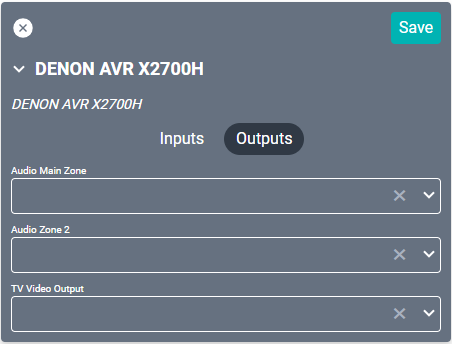 Save
DENON AVR X2700H
DENON AVR X2700H
Inputs Outputs
Audio Main Zone
Audio Zone 2
TV Video Output